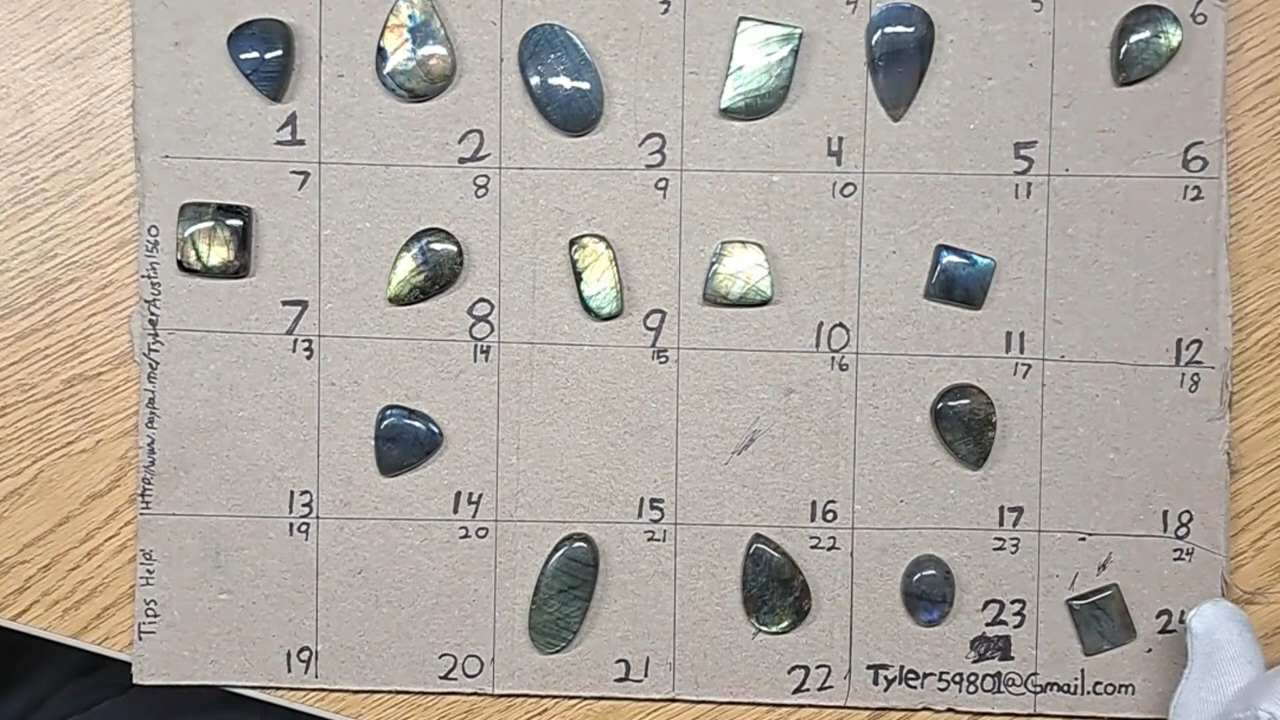 3 4 5 6
1 2 3 4 5 6
7 8 9 10 11 12
7 8 9 10 11 12
13 14 15 16 17 18
13 14 15 16 17 18
19 20 21 22 23 24
19 20 21 22 23
Tyler59801@Gmail.com
Http://www.paypal.me/TylerAustin1560
Tips Help!